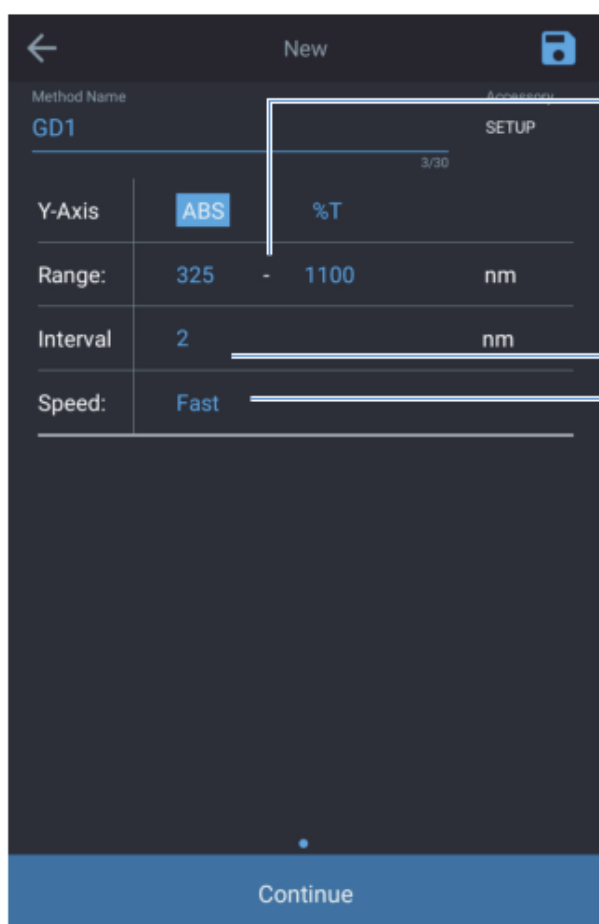 New
Method Name
Accessory
GD1
SETUP
3/30
Y-Axis ABS %T
Range: 325 - 1100 nm
Interval 2 nm
Speed: Fast
Continue